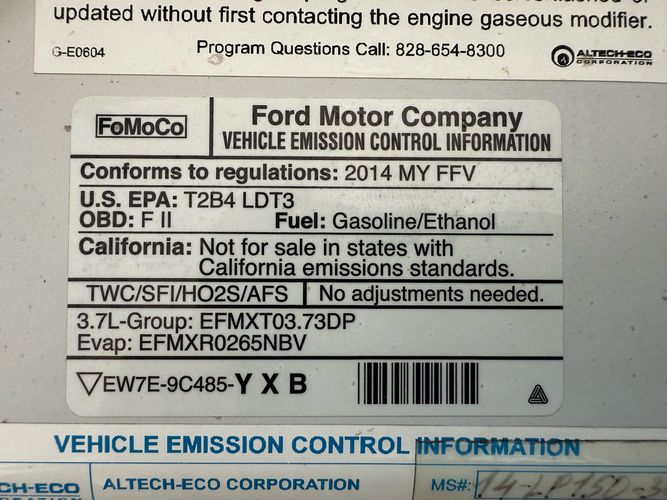 updated without first contacting the engine gaseous modifier.
G-E0604 Program Questions Call: 828-654-8300 ALTECH-ECO
CORPORATION
FoMoCo
Ford Motor Company
VEHICLE EMISSION CONTROL INFORMATION
Conforms to regulations: 2014 MY FFV
U.S. EPA: T2B4 LDT3
OBD: F II Fuel: Gasoline/Ethanol
California: Not for sale in states with
California emissions standards.
TWC/SFI/HO2S/AFS No adjustments needed.
3.7L-Group: EFMXT03.73DP
Evap: EFMXR0265NBV
EW7E-9C485-Y X B
VEHICLE EMISSION CONTROL INFORMATION
CH-ECO ALTECH-ECO CORPORATION MS#: